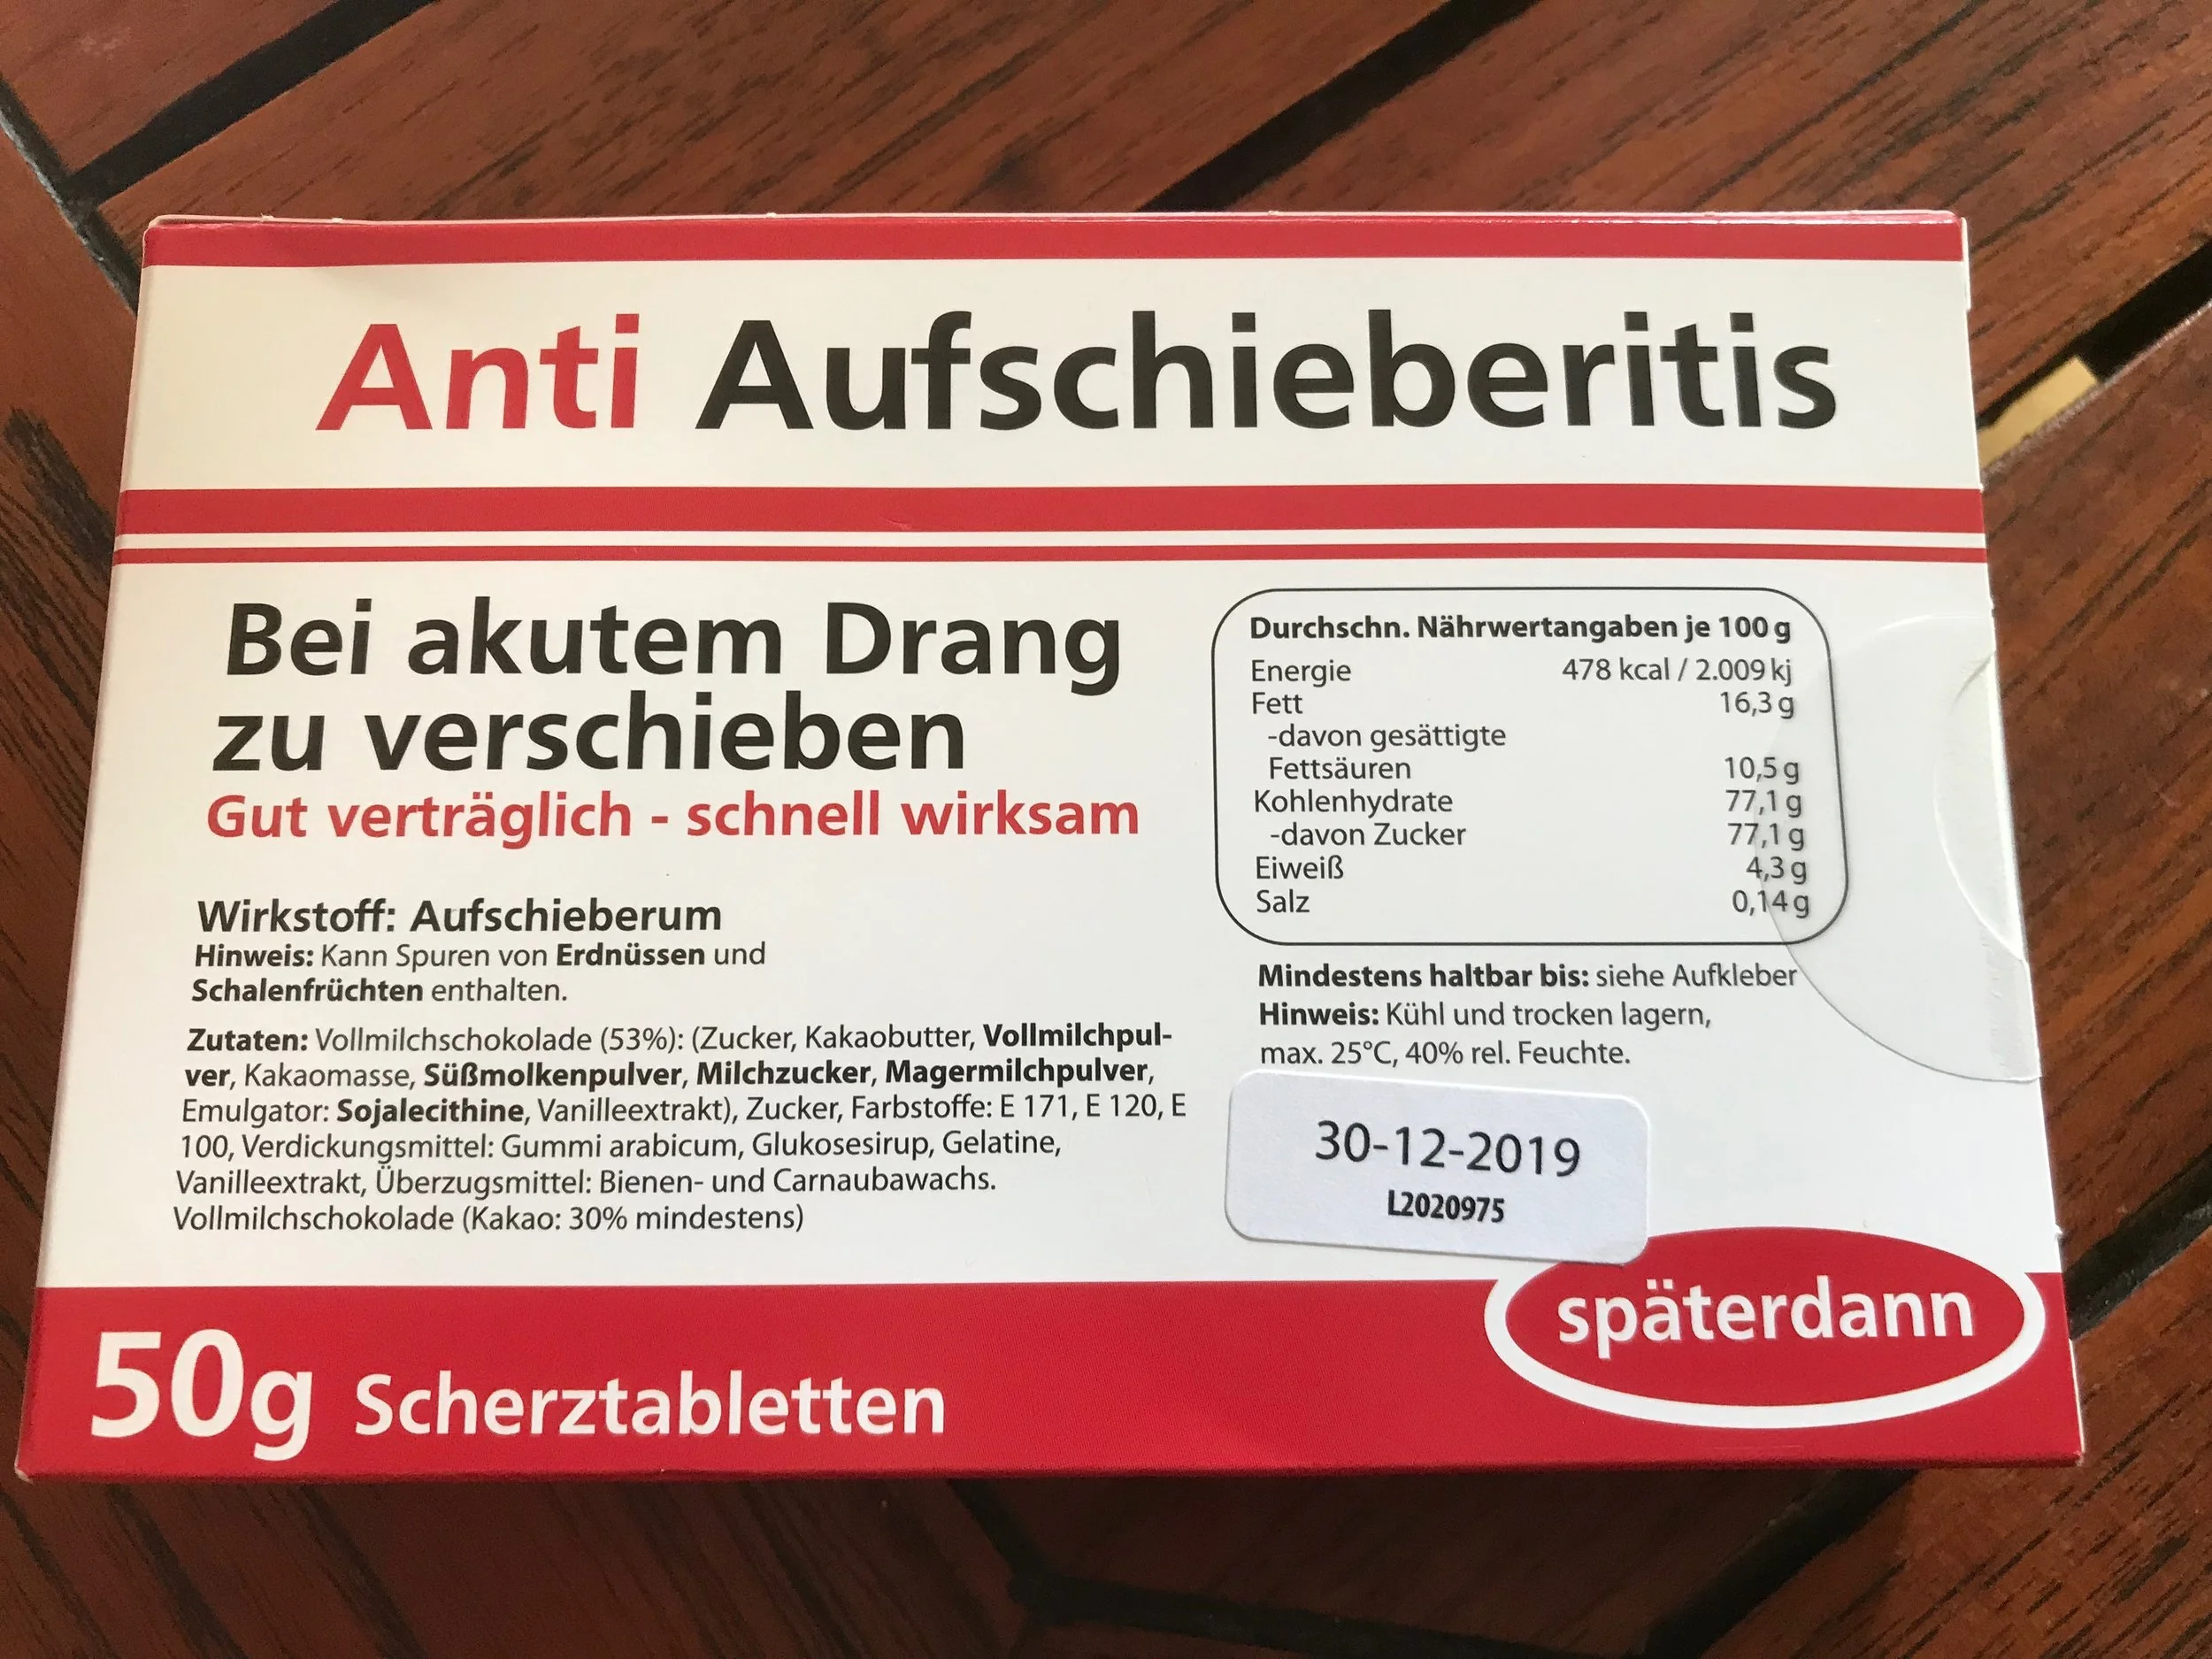 Anti Aufschieberitis
Bei akutem Drang
zu verschieben
Gut verträglich - schnell wirksam
Wirkstoff: Aufschieberum
Hinweis: Kann Spuren von Erdnüssen und
Schalenfrüchten enthalten.
Zutaten: Vollmilchschokolade (53%): (Zucker, Kakaobutter, Vollmilchpul-
ver, Kakaomasse, Süßmolkenpulver, Milchzucker, Magermilchpulver,
Emulgator: Sojalecithine, Vanilleextrakt), Zucker, Farbstoffe: E 171, E 120, E
100, Verdickungsmittel: Gummi arabicum, Glukosesirup, Gelatine,
Vanilleextrakt, Überzugsmittel: Bienen- und Carnaubawachs.
Vollmilchschokolade (Kakao: 30% mindestens)
Durchschn. Nährwertangaben je 100 g
Energie 478 kcal / 2.009 kj
Fett 16,3 g
-davon gesättigte
Fettsäuren 10,5 g
Kohlenhydrate 77,1 g
-davon Zucker 77,1 g
Eiweiß 4,3 g
Salz 0,14 g
Mindestens haltbar bis: siehe Aufkleber
Hinweis: Kühl und trocken lagern,
max. 25°C, 40% rel. Feuchte.
30-12-2019
L2020975
50g Scherztabletten
späterdann